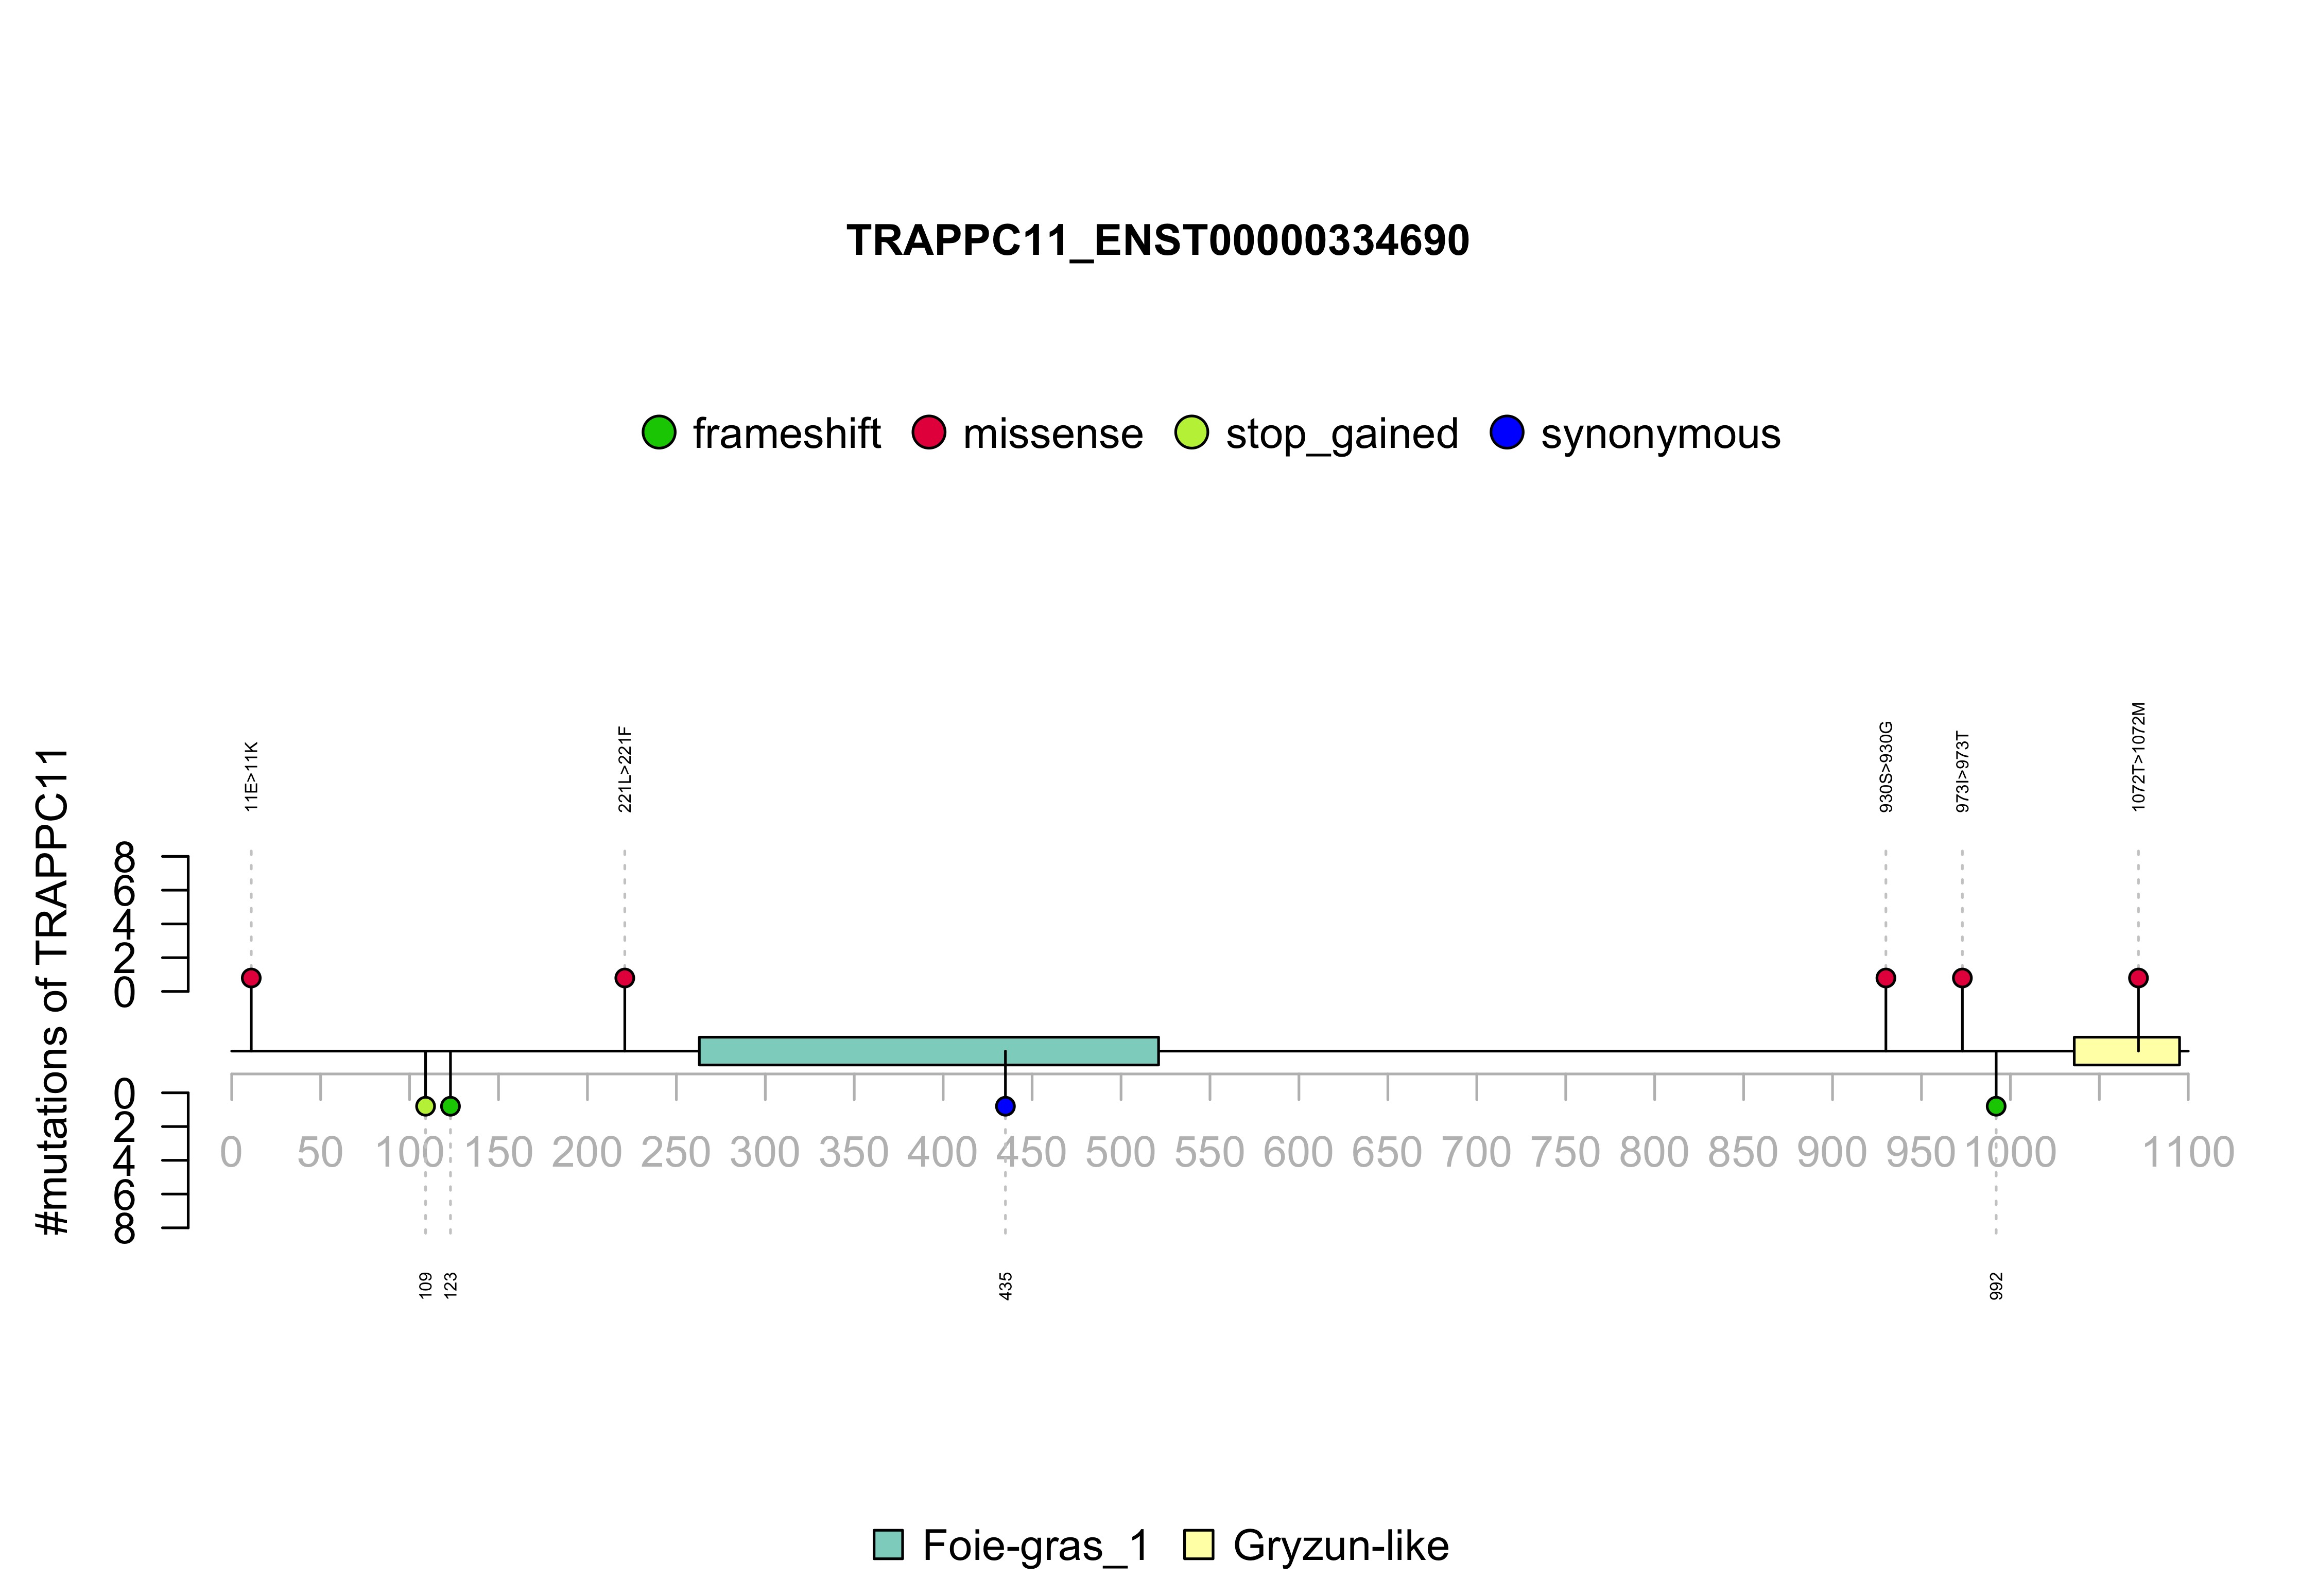 TRAPPC11_ENST00000334690
frameshift missense stop_gained synonymous
11E>11K 221L>221F 930S>930G 973I>973T 1072T>1072M
#mutations of TRAPPC11
8
6
4
2
0
0
2
4
6
8
0 50 100 150 200 250 300 350 400 450 500 550 600 650 700 750 800 850 900 950 1000 1100
109 123 435 992
Foie-gras_1 Gryzun-like